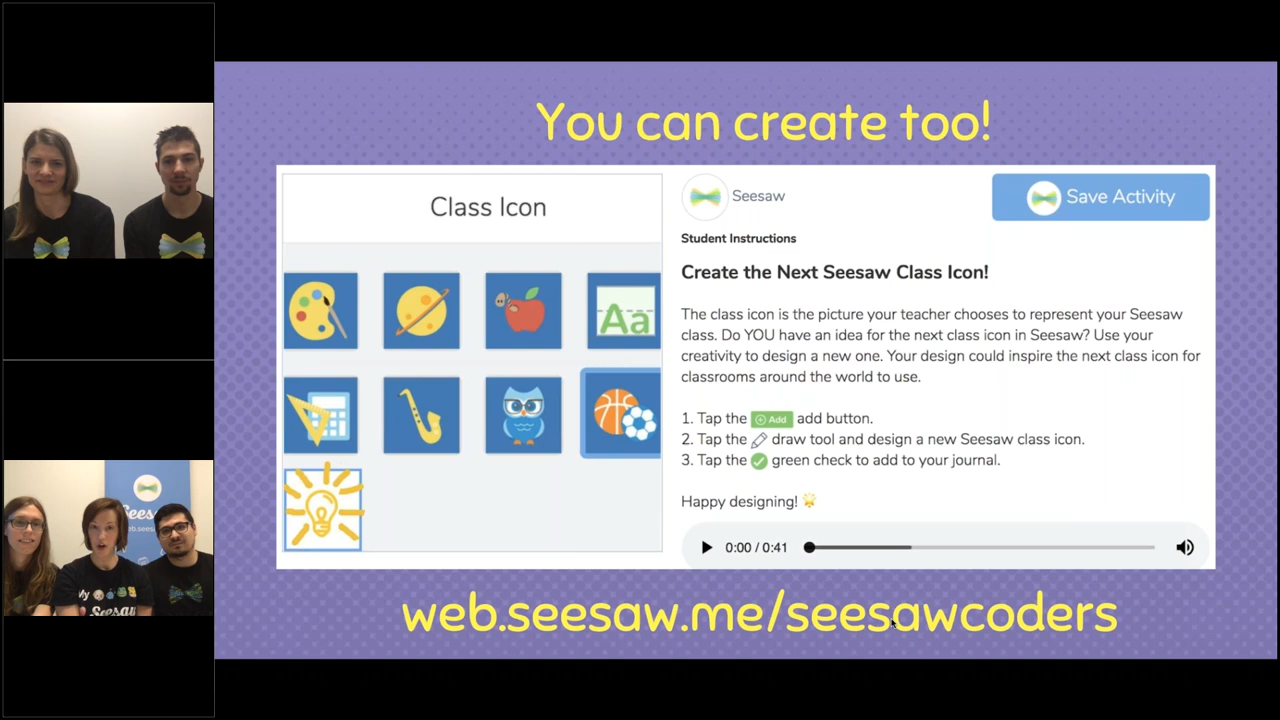 You can create too!
Class Icon
Aa
Seesaw
Save Activity
Student Instructions
Create the Next Seesaw Class Icon!
The class icon is the picture your teacher chooses to represent your Seesaw
class. Do YOU have an idea for the next class icon in Seesaw? Use your
creativity to design a new one. Your design could inspire the next class icon for
classrooms around the world to use.
1. Tap the Add add button.
2. Tap the draw tool and design a new Seesaw class icon.
3. Tap the green check to add to your journal.
Happy designing!
0:00 / 0:41
web.seesaw.me/seesawcoders
My
Seesaw